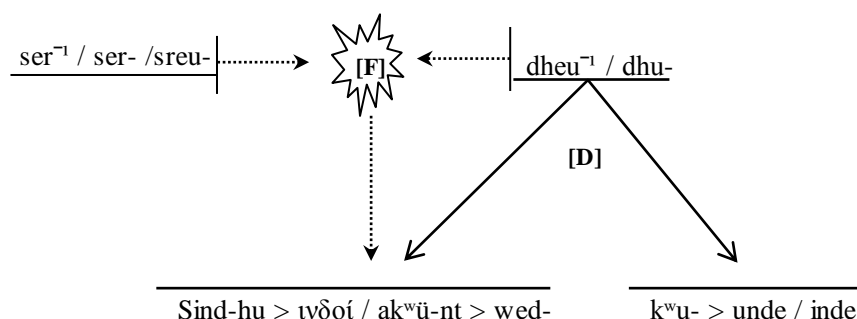 ser⁻¹ / ser- /sreu-
[F]
dheu⁻¹ / dhu-
[D]
Sind-hu > ινδοί / akʷü-nt > wed-
kʷu- > unde / inde